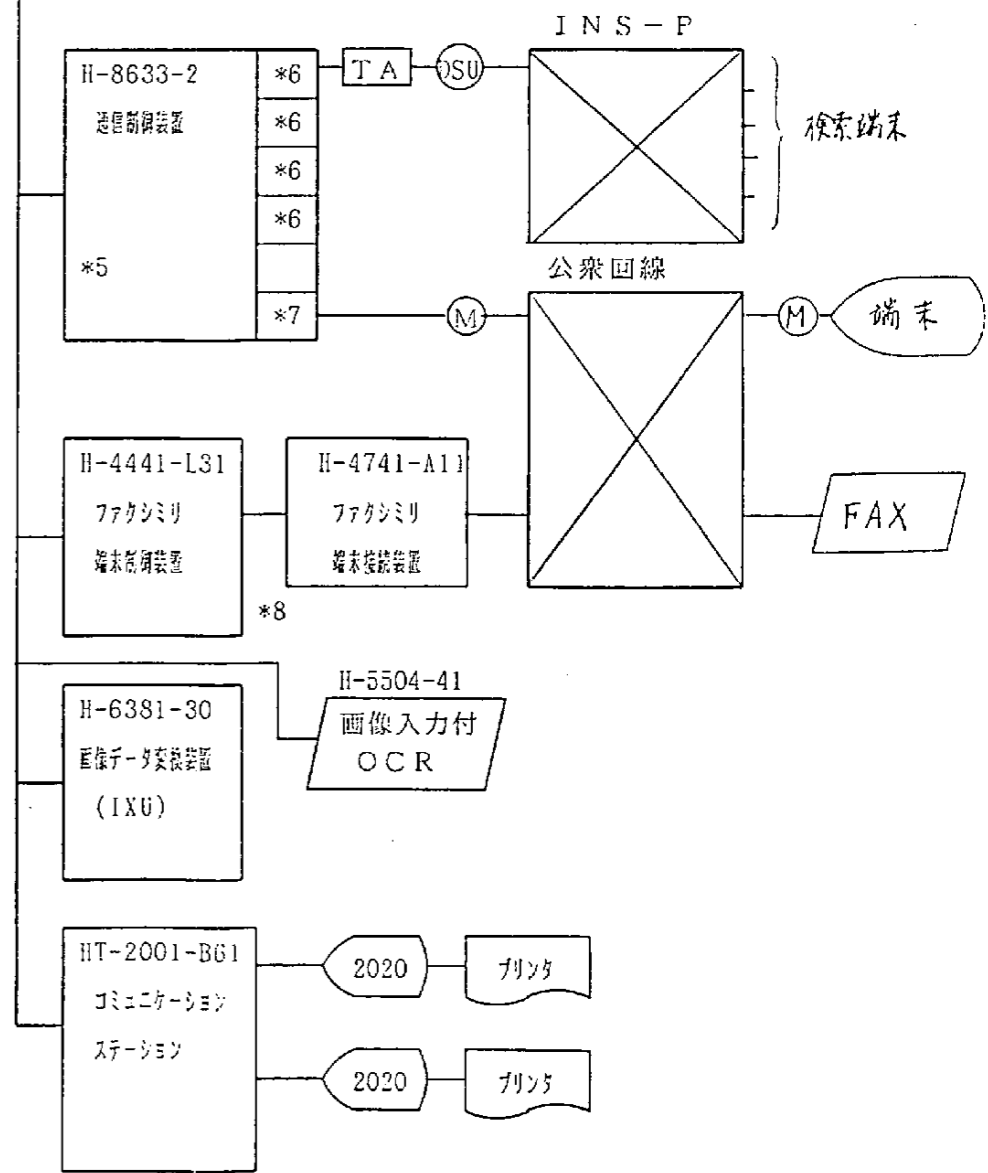 INS-P
H-8633-2
通信制御装置
*5
*6
*6
*6
*6
*7
TA
DSU
検索端末
公衆回線
M
M
端末
H-4441-L31
ファクシミリ
端末制御装置
*8
H-4741-A11
ファクシミリ
端末接続装置
FAX
H-6381-30
画像データ変換装置
(IXU)
H-5504-41
画像入力付
OCR
HT-2001-B61
コミュニケーション
ステーション
2020
プリンタ
2020
プリンタ